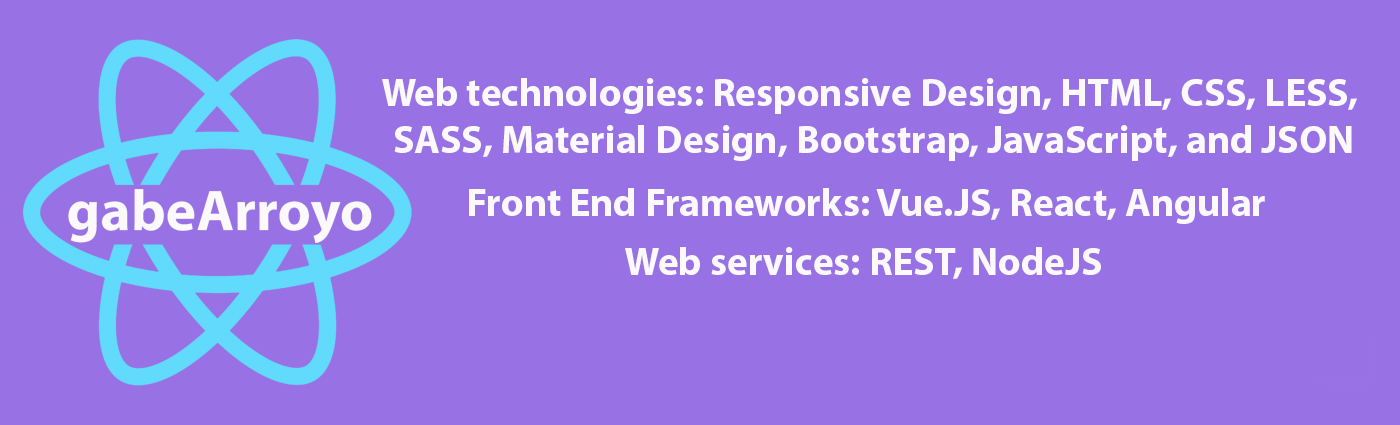 gabeArroyo
Web technologies: Responsive Design, HTML, CSS, LESS,
SASS, Material Design, Bootstrap, JavaScript, and JSON
Front End Frameworks: Vue.JS, React, Angular
Web services: REST, NodeJS